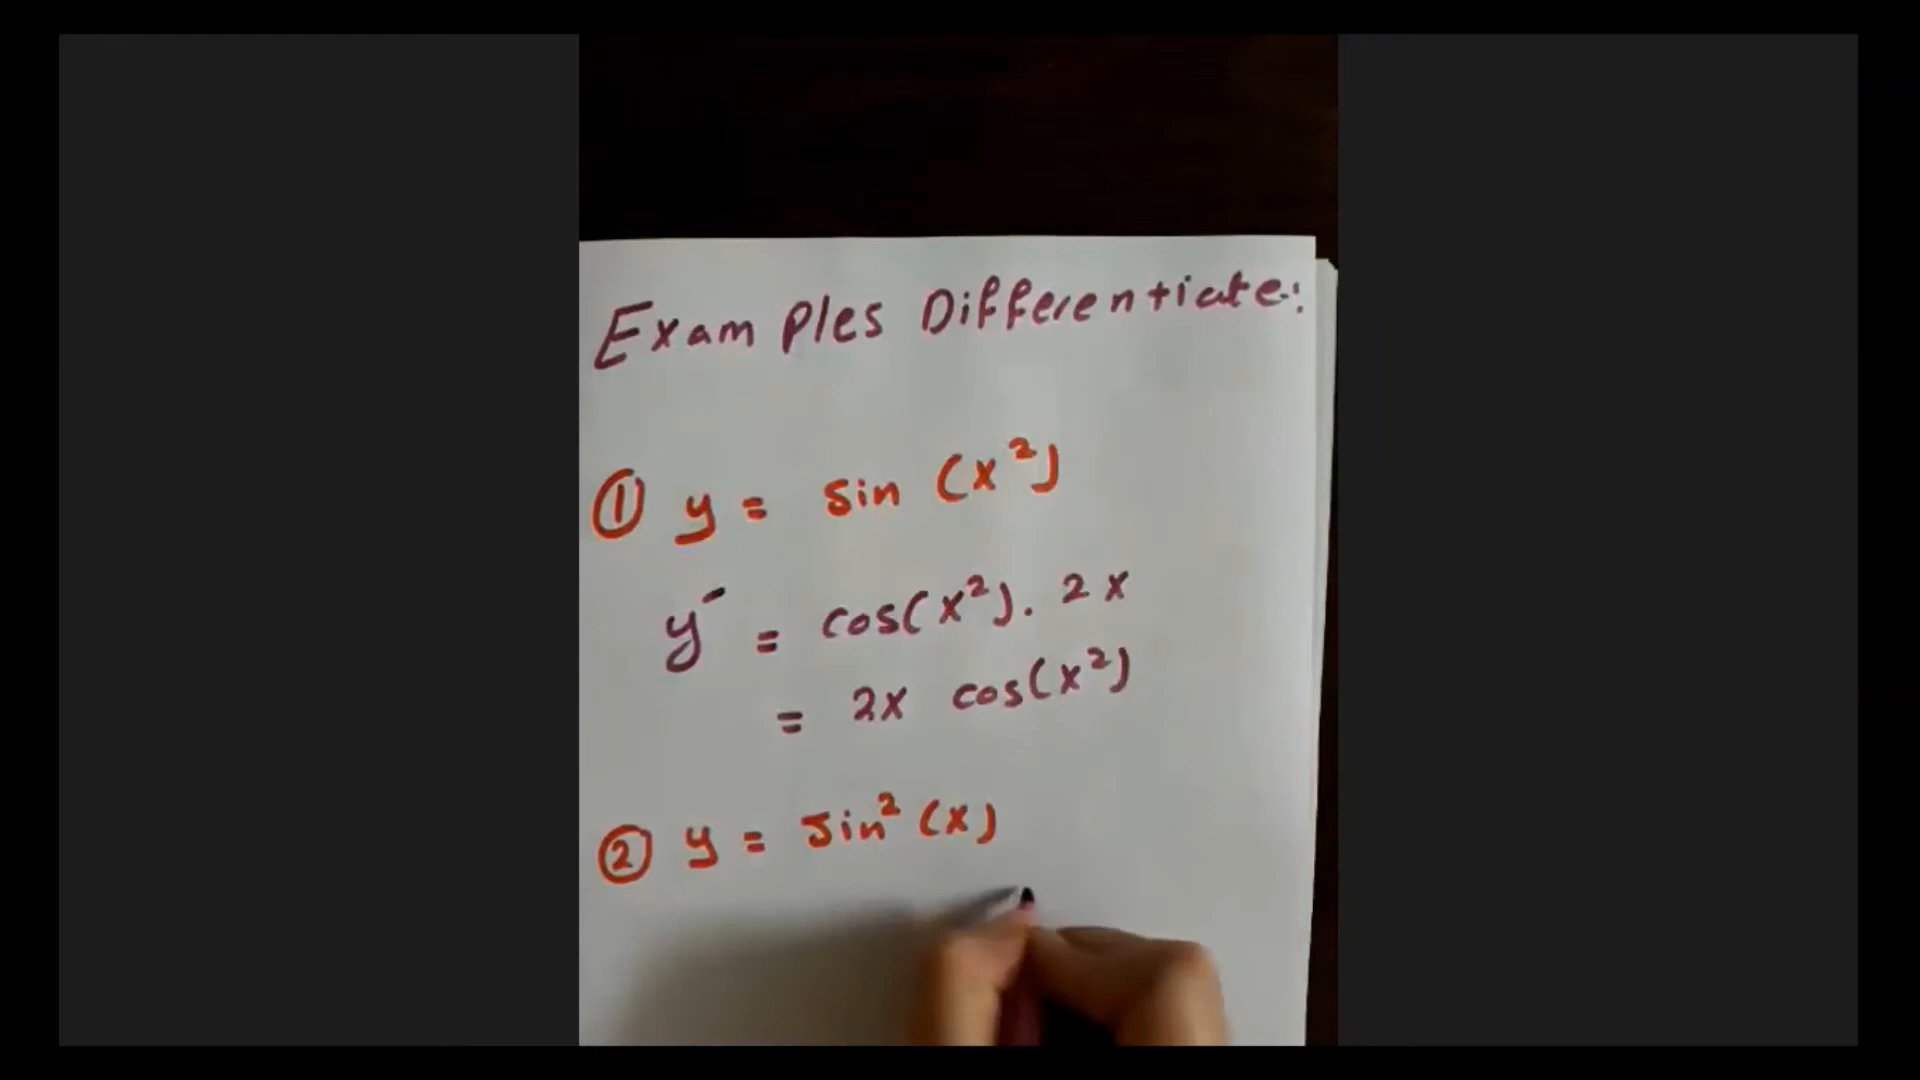 Examples Differentiate:
① y = sin (x²)
y' = cos(x²). 2x
= 2x cos(x²)
② y = sin² (x)